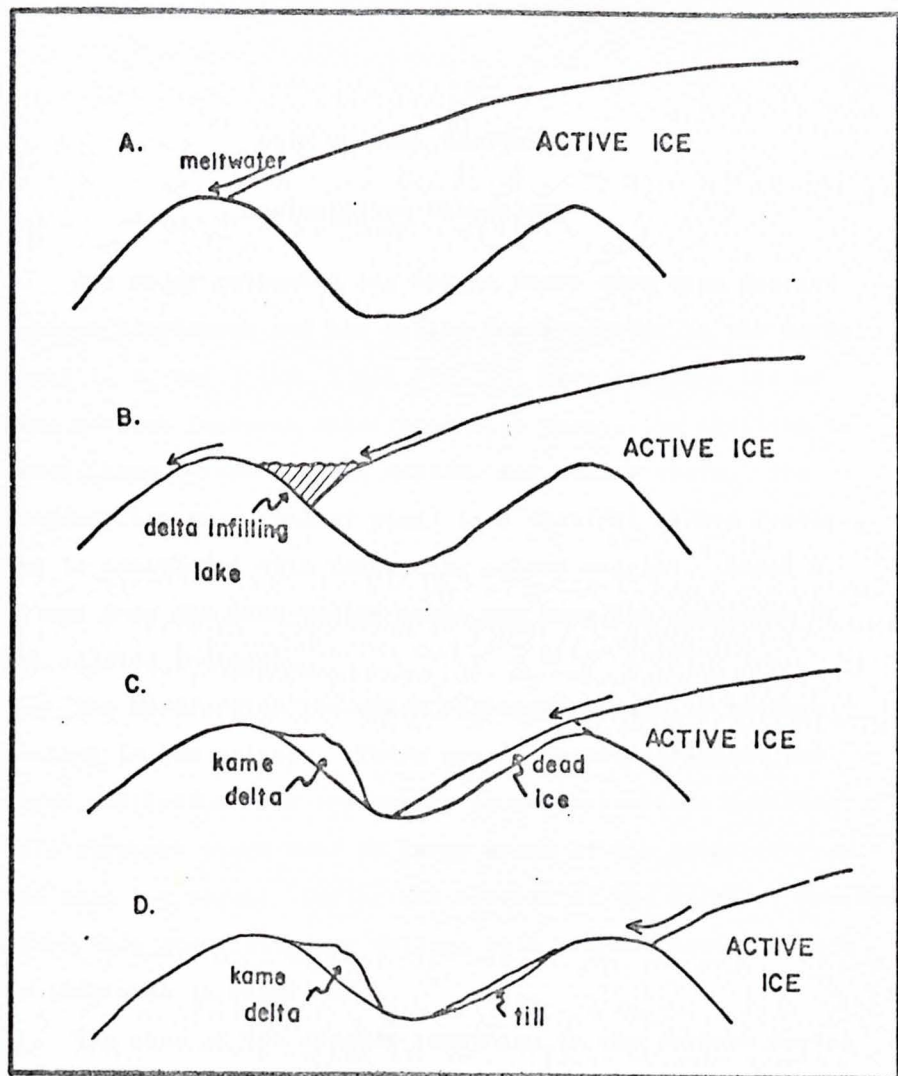 A.
meltwater
ACTIVE ICE
B.
ACTIVE ICE
delta infilling
lake
C.
ACTIVE ICE
kame
delta
dead
ice
D.
ACTIVE
ICE
kame
delta
till